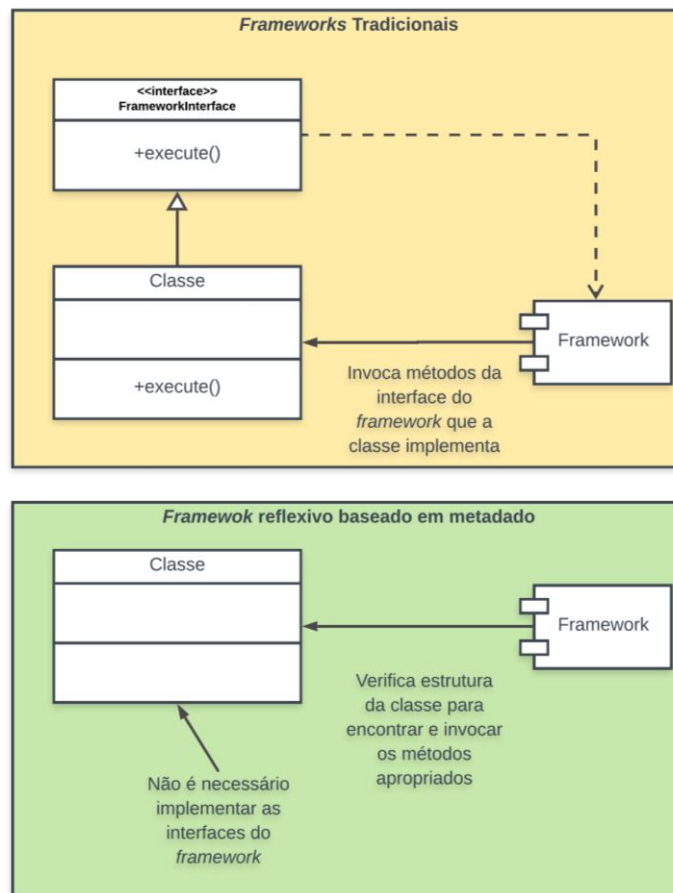 Frameworks Tradicionais
<<interface>>
FrameworkInterface
+execute()
Classe
+execute()
Framework
Invoca métodos da
interface do
framework que a
classe implementa
Framewok reflexivo baseado em metadado
Classe
Framework
Verifica estrutura
da classe para
encontrar e invocar
os métodos
apropriados
Não é necessário
implementar as
interfaces do
framework